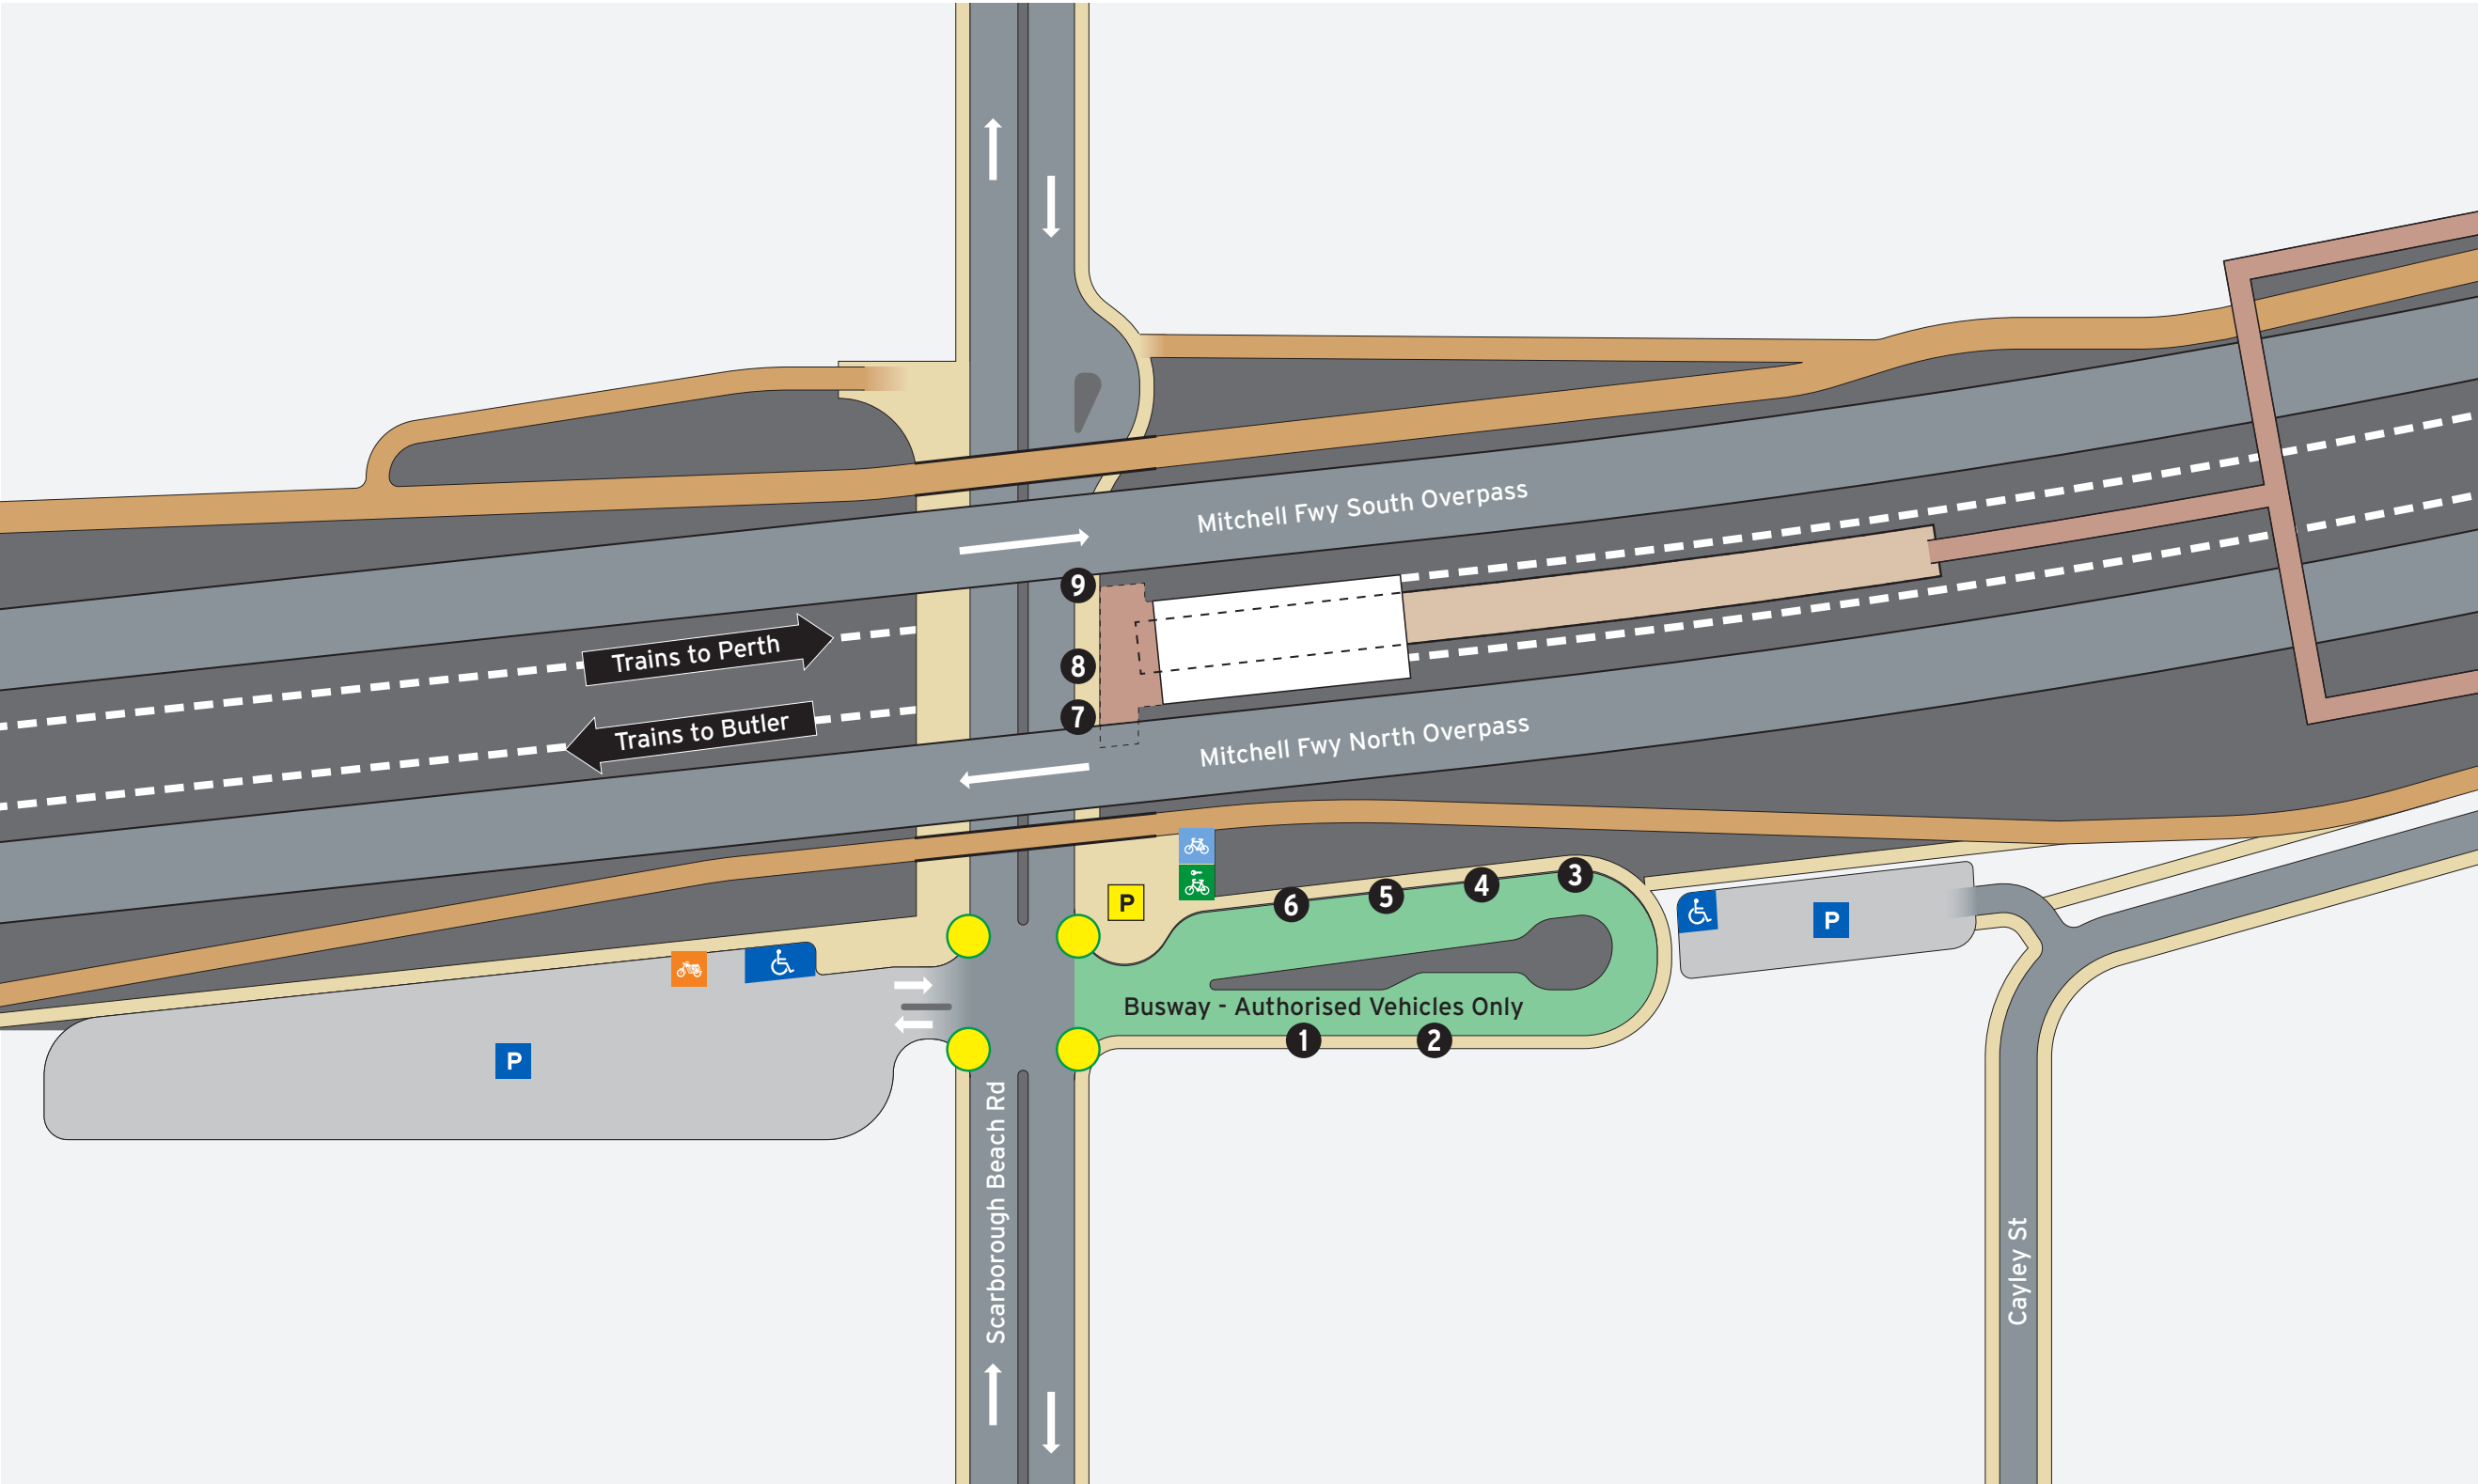 Mitchell Fwy South Overpass
9
Trains to Perth
8
7
Trains to Butler
Mitchell Fwy North Overpass
P
6
5
4
3
P
Busway - Authorised Vehicles Only
1
2
P
Scarborough Beach Rd
Cayley St